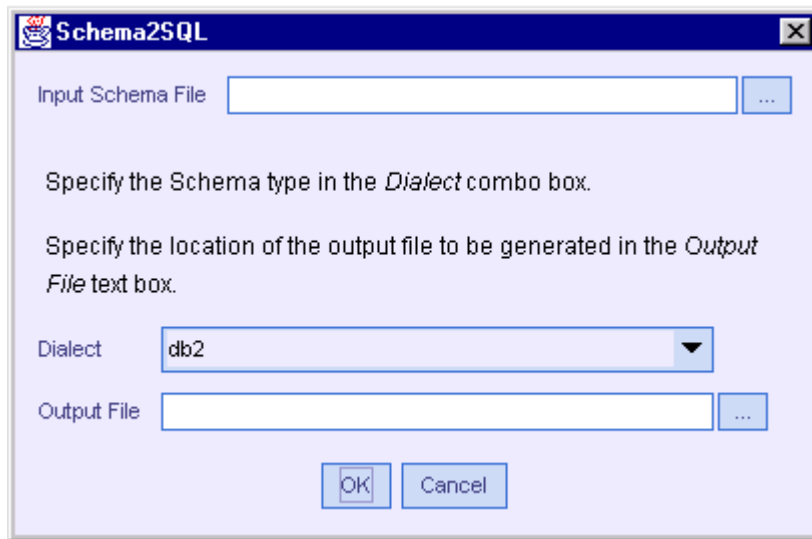 Schema2SQL
Input Schema File ...
Specify the Schema type in the Dialect combo box.
Specify the location of the output file to be generated in the Output
File text box.
Dialect db2
Output File ...
OK Cancel